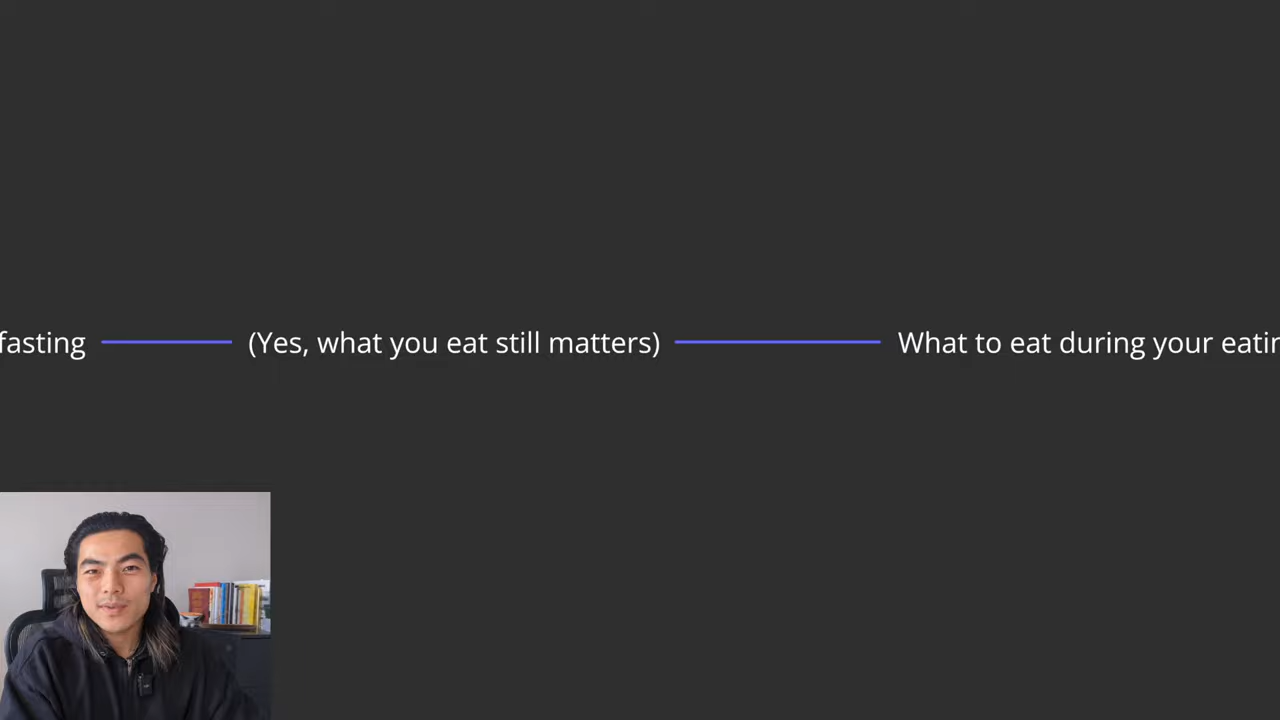 fasting (Yes, what you eat still matters) What to eat during your